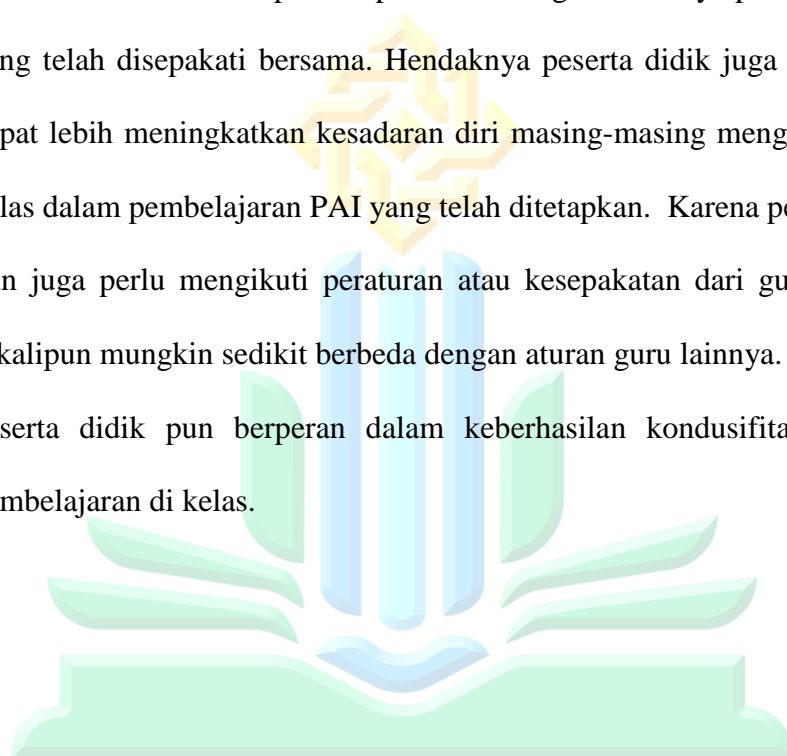 ng telah disepakati bersama. Hendaknya peserta didik juga
pat lebih meningkatkan kesadaran diri masing-masing meng
las dalam pembelajaran PAI yang telah ditetapkan. Karena pe
n juga perlu mengikuti peraturan atau kesepakatan dari gu
kalipun mungkin sedikit berbeda dengan aturan guru lainnya.
serta didik pun berperan dalam keberhasilan kondusifita
mbelajaran di kelas.